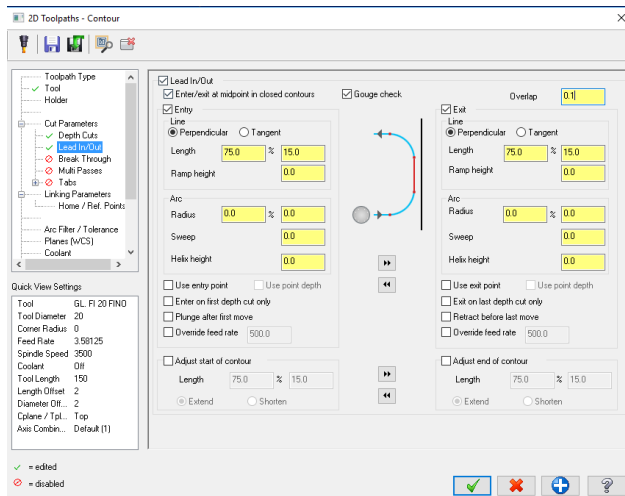 2D Toolpaths - Contour
Toolpath Type
Tool
Holder
Cut Parameters
Depth Cuts
Lead In/Out
Break Through
Multi Passes
Tabs
Linking Parameters
Home / Ref. Points
Arc Filter / Tolerance
Planes (WCS)
Coolant
Quick View Settings
Tool GL. FI 20 FINO
Tool Diameter 20
Corner Radius 0
Feed Rate 3.58125
Spindle Speed 3500
Coolant Off
Tool Length 150
Length Offset 2
Diameter Off... 2
Cplane / Tpl... Top
Axis Combin... Default (1)
= edited
= disabled
Lead In/Out
Enter/exit at midpoint in closed contours
Gouge check
Overlap 0.1
Entry
Line
Perpendicular Tangent
Length 75.0 % 15.0
Ramp height 0.0
Arc
Radius 0.0 % 0.0
Sweep 0.0
Helix height 0.0
Use entry point Use point depth
Enter on first depth cut only
Plunge after first move
Override feed rate 500.0
Adjust start of contour
Length 75.0 % 15.0
Extend Shorten
Exit
Line
Perpendicular Tangent
Length 75.0 % 15.0
Ramp height 0.0
Arc
Radius 0.0 % 0.0
Sweep 0.0
Helix height 0.0
Use exit point Use point depth
Exit on last depth cut only
Retract before last move
Override feed rate 500.0
Adjust end of contour
Length 75.0 % 15.0
Extend Shorten